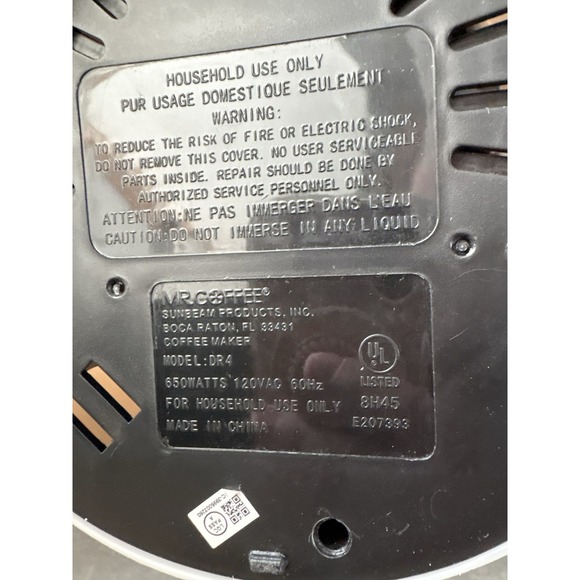 HOUSEHOLD USE ONLY
PUR USAGE DOMESTIQUE SEULEMENT
WARNING:
TO REDUCE THE RISK OF FIRE OR ELECTRIC SHOCK,
DO NOT REMOVE THIS COVER. NO USER SERVICEABLE
PARTS INSIDE. REPAIR SHOULD BE DONE BY
AUTHORIZED SERVICE PERSONNEL ONLY.
ATTENTION:NE PAS IMMERGER DANS L'EAU
CAUTION:DO NOT IMMERSE IN ANY LIQUID
MR.COFFEE®
SUNBEAM PRODUCTS, INC.
BOCA RATON, FL 33431
COFFEE MAKER
MODEL:DR4
650WATTS 120VAC 60Hz
FOR HOUSEHOLD USE ONLY
MADE IN CHINA
UL
LISTED
8H45
E207393
PASS